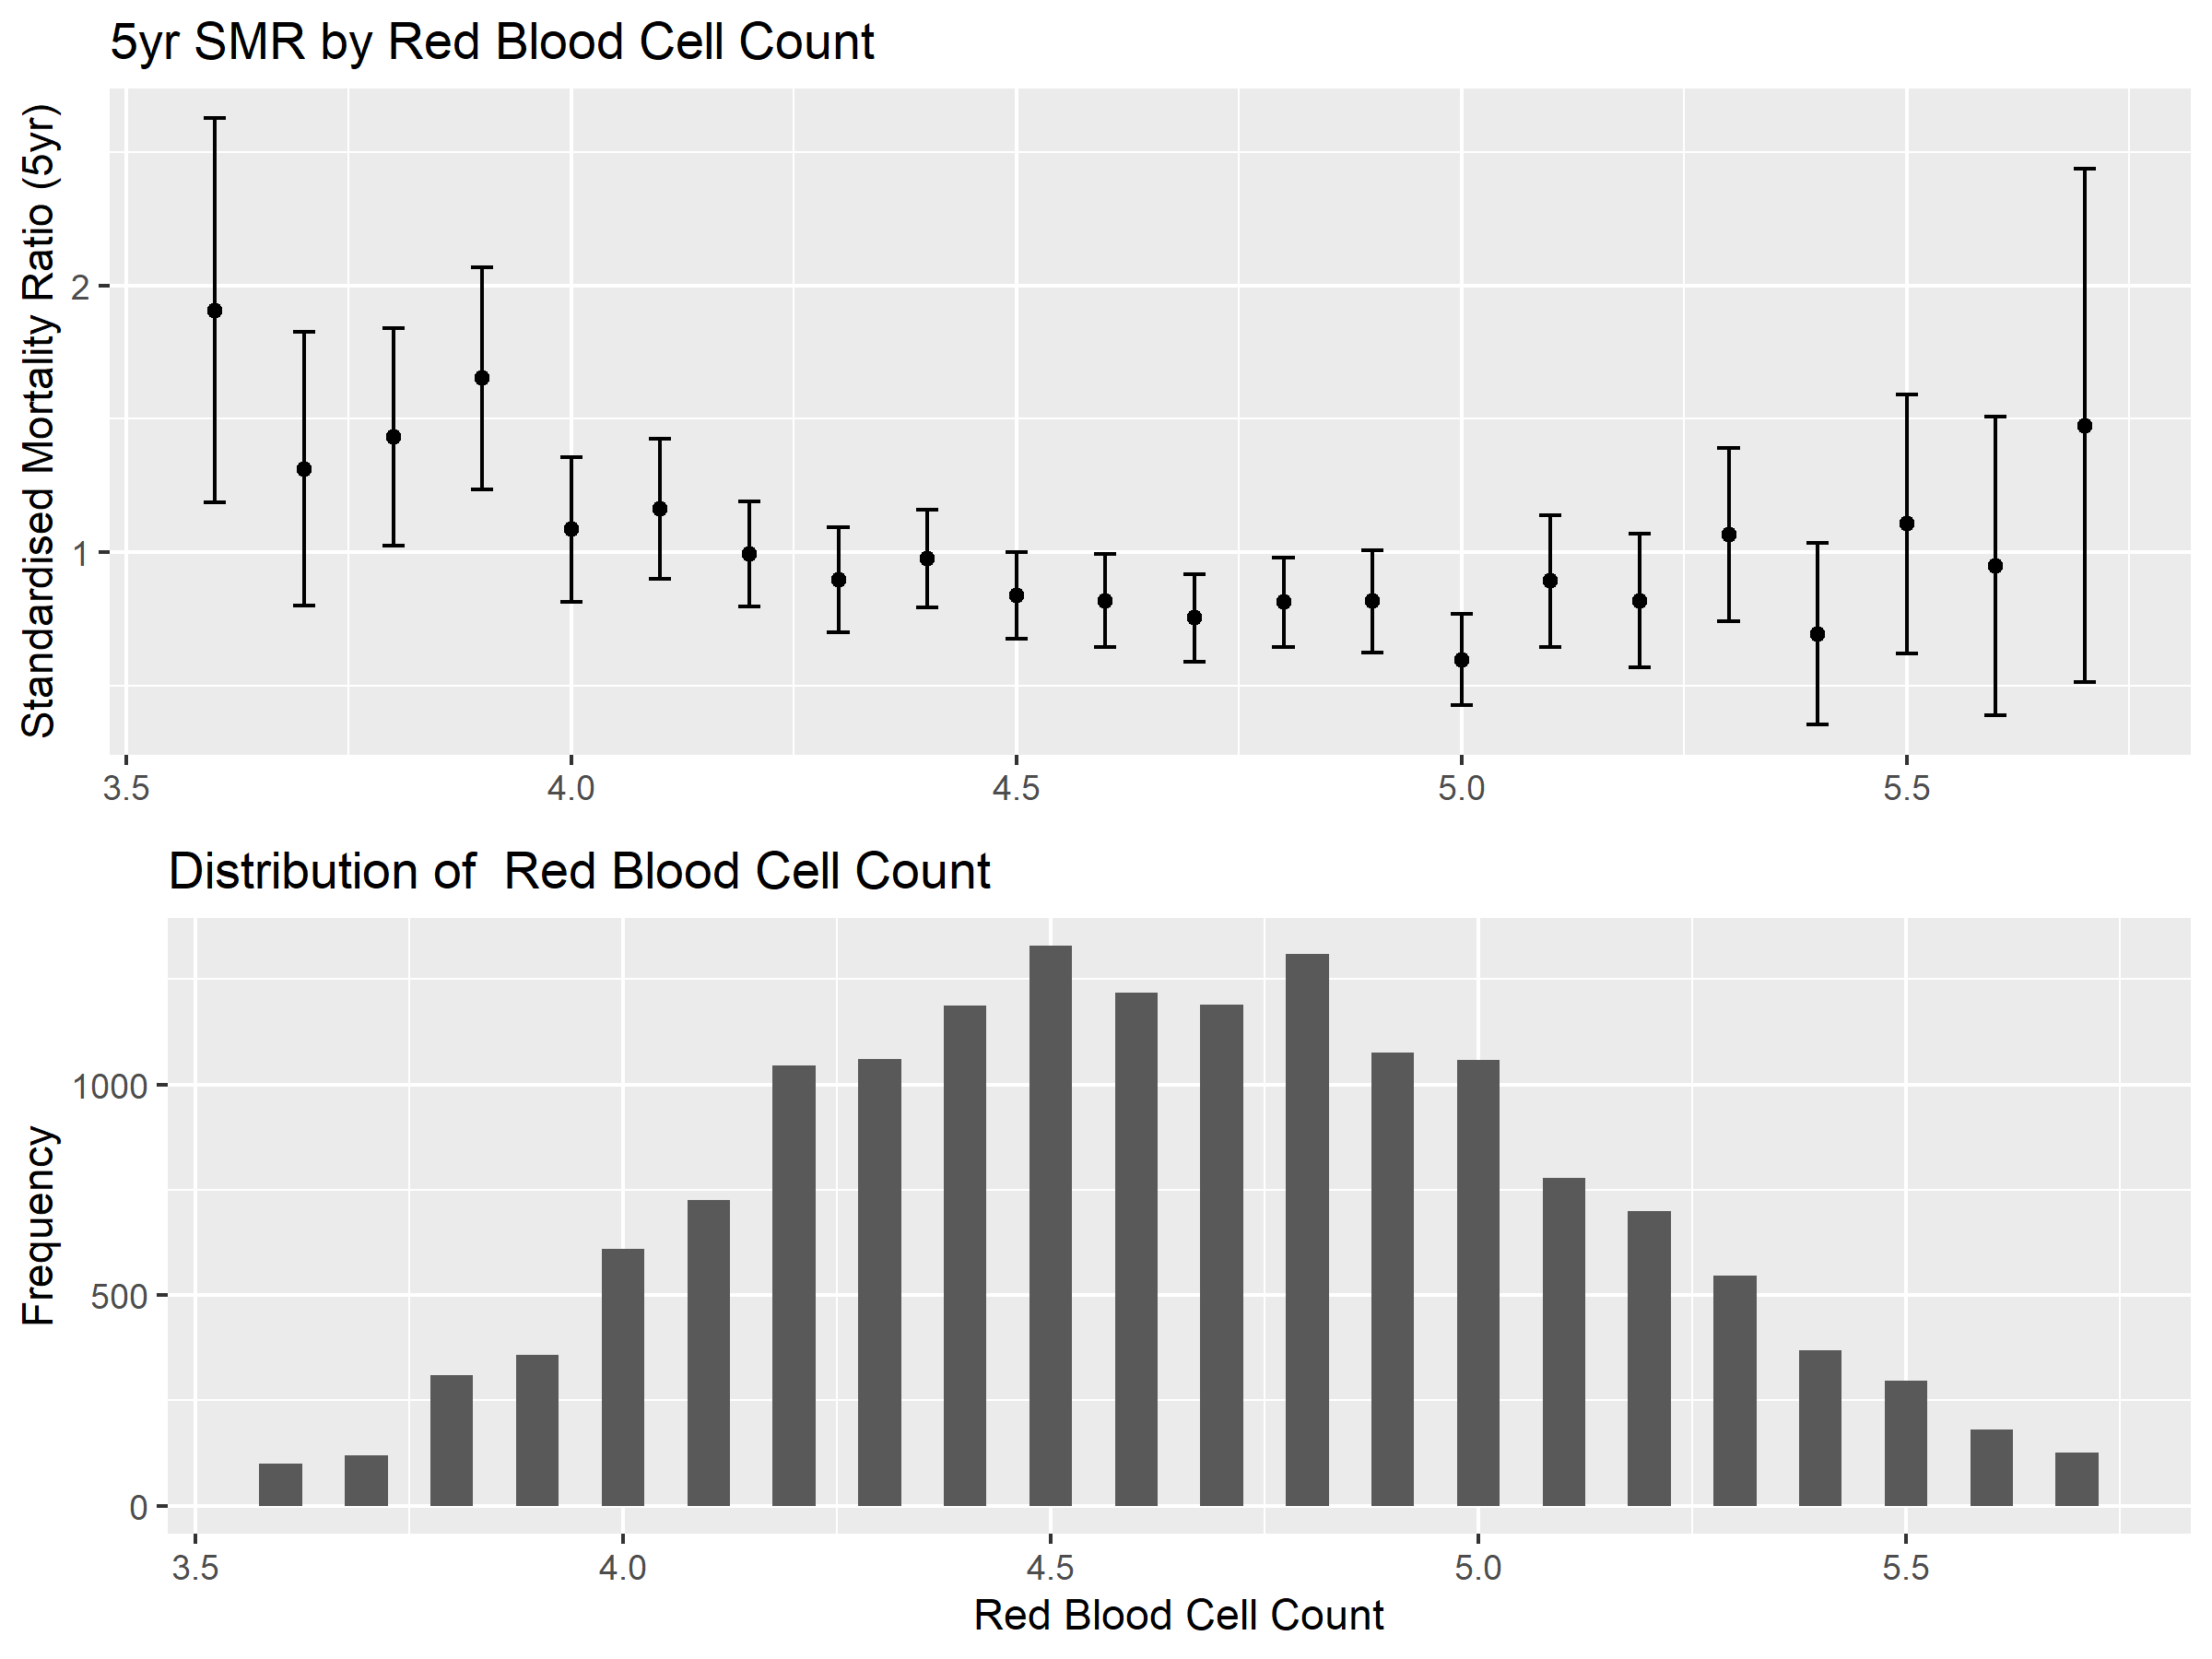 5yr SMR by Red Blood Cell Count
Standardised Mortality Ratio (5yr)
2
1
3.5 4.0 4.5 5.0 5.5
Distribution of  Red Blood Cell Count
Frequency
1000
500
0
3.5 4.0 4.5 5.0 5.5
Red Blood Cell Count